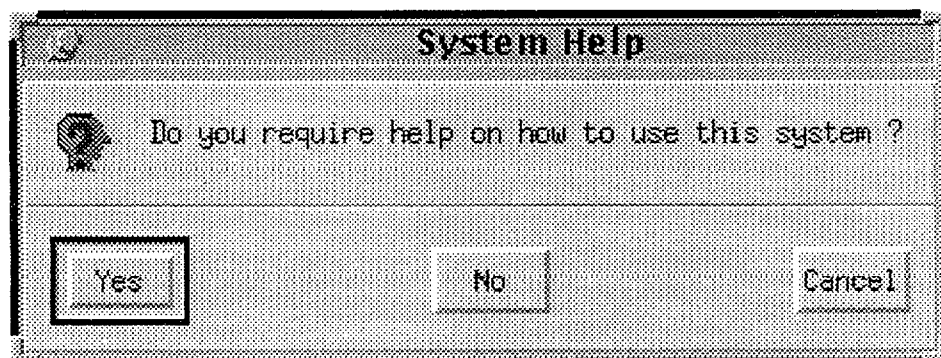 System Help
Do you require help on how to use this system ?
Yes No Cancel